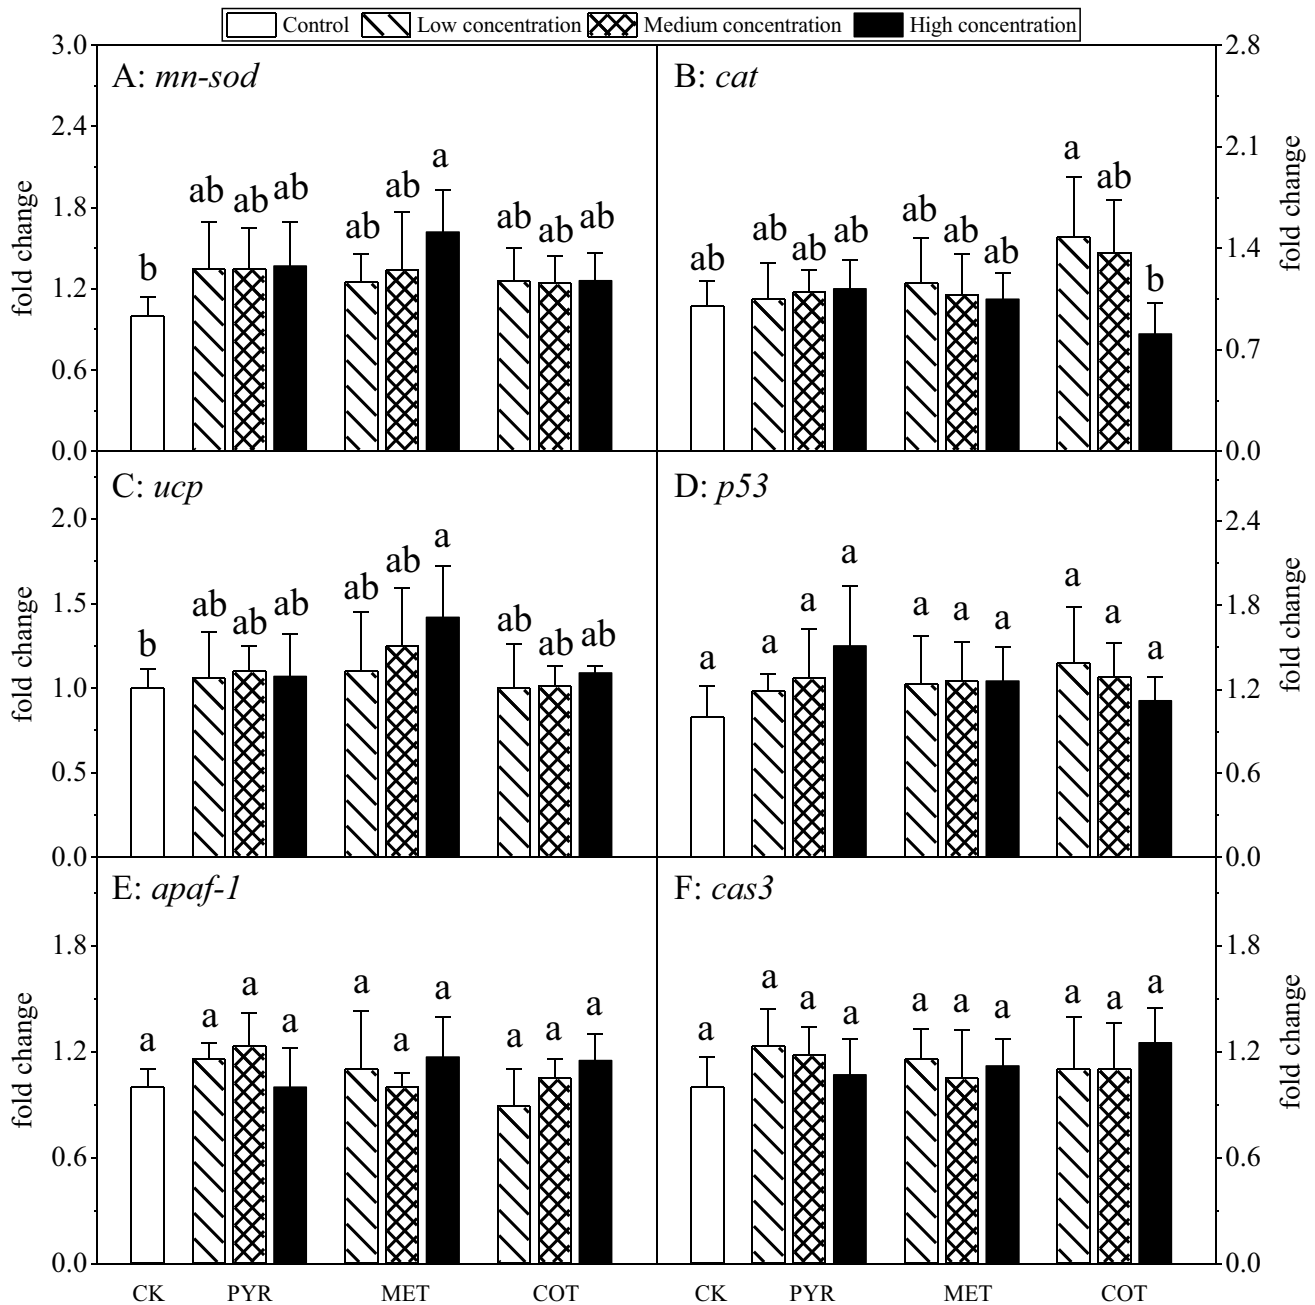 Control Low concentration Medium concentration High concentration
A: mn-sod
3.0
2.4
1.8
1.2
0.6
0.0
fold change
b
ab ab ab
ab ab a
ab ab ab
B: cat
2.8
2.1
1.4
0.7
0.0
fold change
ab
ab ab ab
ab ab ab
a ab b
C: ucp
2.0
1.5
1.0
0.5
0.0
fold change
b
ab ab ab
ab ab a
ab ab ab
D: p53
2.4
1.8
1.2
0.6
0.0
fold change
a
a a a
a a a
a a a
E: apaf-1
1.8
1.2
0.6
0.0
fold change
a
a a a
a a a
a a a
F: cas3
1.8
1.2
0.6
0.0
fold change
a
a a a
a a a
a a a
CK PYR MET COT CK PYR MET COT